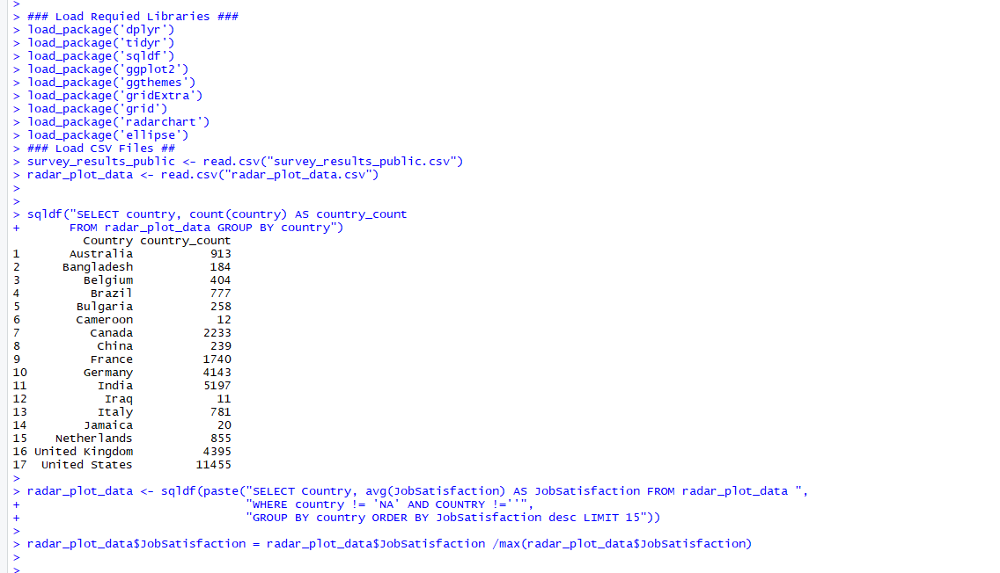 >
> ### Load Requied Libraries ###
> load_package('dplyr')
> load_package('tidyr')
> load_package('sqldf')
> load_package('ggplot2')
> load_package('ggthemes')
> load_package('gridExtra')
> load_package('grid')
> load_package('radarchart')
> load_package('ellipse')
> ### Load CSV Files ##
> survey_results_public <- read.csv("survey_results_public.csv")
> radar_plot_data <- read.csv("radar_plot_data.csv")
>
>
> sqldf("SELECT country, count(country) AS country_count
+       FROM radar_plot_data GROUP BY country")
          Country country_count
1       Australia           913
2      Bangladesh           184
3         Belgium           404
4          Brazil           777
5        Bulgaria           258
6        Cameroon            12
7          Canada          2233
8           China           239
9          France          1740
10        Germany          4143
11          India          5197
12           Iraq            11
13          Italy           781
14        Jamaica            20
15    Netherlands           855
16 United Kingdom          4395
17  United States         11455
>
> radar_plot_data <- sqldf(paste("SELECT Country, avg(JobSatisfaction) AS JobSatisfaction FROM radar_plot_data ",
+                                "WHERE country != 'NA' AND COUNTRY !=''",
+                                "GROUP BY country ORDER BY JobSatisfaction desc LIMIT 15"))
>
> radar_plot_data$JobSatisfaction = radar_plot_data$JobSatisfaction /max(radar_plot_data$JobSatisfaction)
>
>